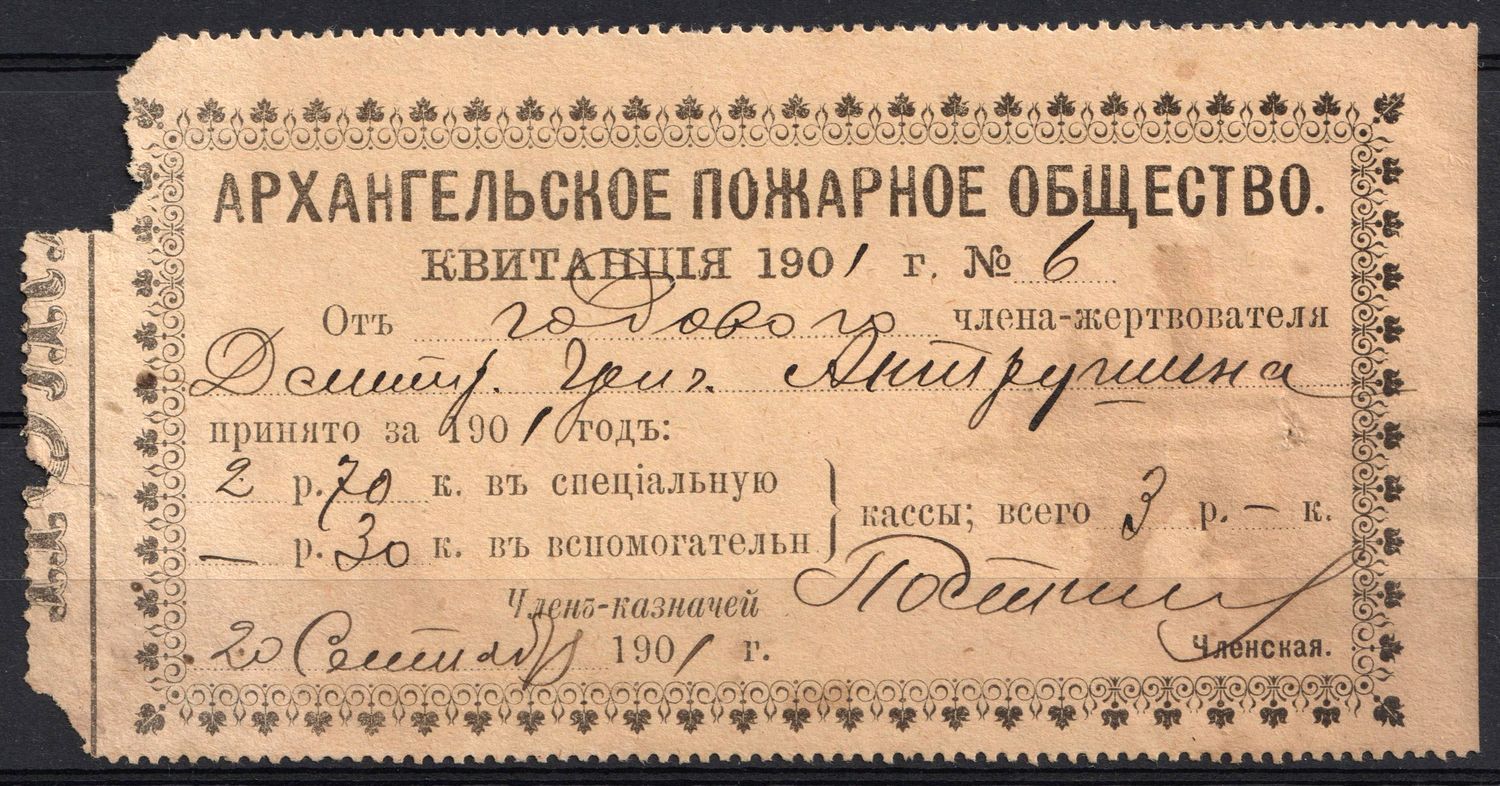 АРХАНГЕЛЬСКОЕ ПОЖАРНОЕ ОБЩЕСТВО.
КВИТАНЦІЯ 1901 г. № 6
Отъ годового члена-жертвователя
Дмитр. Григ. Антрушина
принято за 1901 годъ:
2 р. 70 к. въ спеціальную
— р. 30 к. въ вспомогательн
кассы; всего 3 р. — к.
Членъ-казначей
20 Сентябр 1901 г.
Членская.